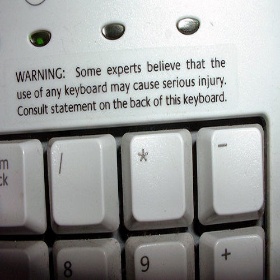 WARNING: Some experts believe that the
use of any keyboard may cause serious injury.
Consult statement on the back of this keyboard.
m / * -
ck
8 9 +